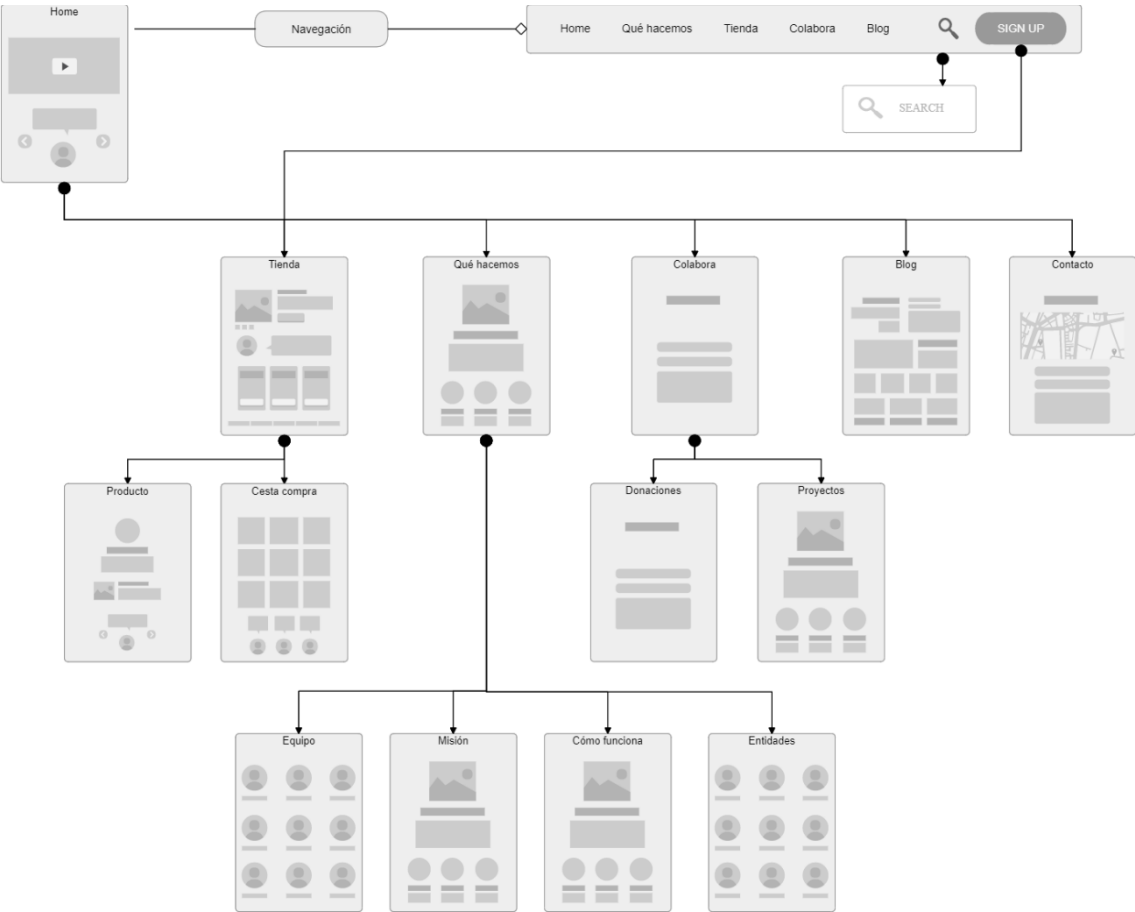 Home
Navegación
Home Qué hacemos Tienda Colabora Blog SIGN UP
SEARCH
Tienda
Qué hacemos
Colabora
Blog
Contacto
Producto
Cesta compra
Donaciones
Proyectos
Equipo
Misión
Cómo funciona
Entidades